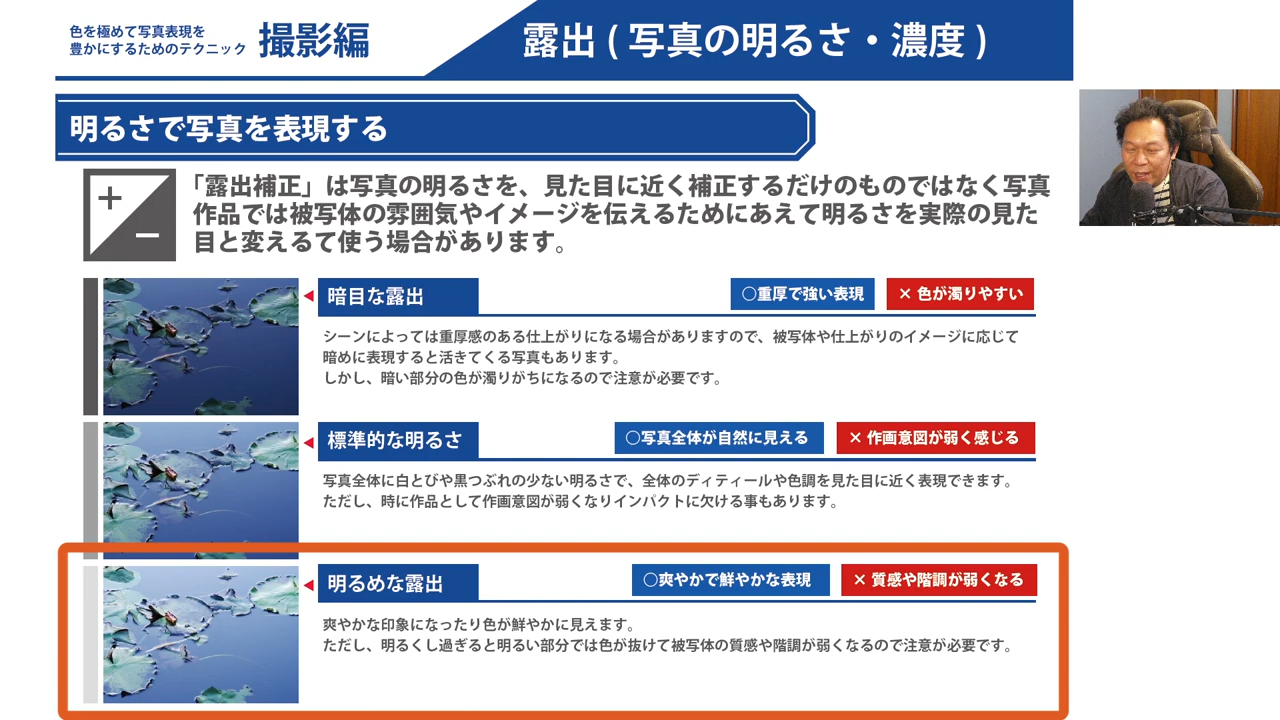 色を極めて写真表現を
豊かにするためのテクニック
撮影編
露出 ( 写真の明るさ・濃度 )
明るさで写真を表現する
「露出補正」は写真の明るさを、見た目に近く補正するだけのものではなく写真
作品では被写体の雰囲気やイメージを伝えるためにあえて明るさを実際の見た
目と変えるて使う場合があります。
暗目な露出
○重厚で強い表現
× 色が濁りやすい
シーンによっては重厚感のある仕上がりになる場合がありますので、被写体や仕上がりのイメージに応じて
暗めに表現すると活きてくる写真もあります。
しかし、暗い部分の色が濁りがちになるので注意が必要です。
標準的な明るさ
○写真全体が自然に見える
× 作画意図が弱く感じる
写真全体に白とびや黒つぶれの少ない明るさで、全体のディティールや色調を見た目に近く表現できます。
ただし、時に作品として作画意図が弱くなりインパクトに欠ける事もあります。
明るめな露出
○爽やかで鮮やかな表現
× 質感や階調が弱くなる
爽やかな印象になったり色が鮮やかに見えます。
ただし、明るくし過ぎると明るい部分では色が抜けて被写体の質感や階調が弱くなるので注意が必要です。